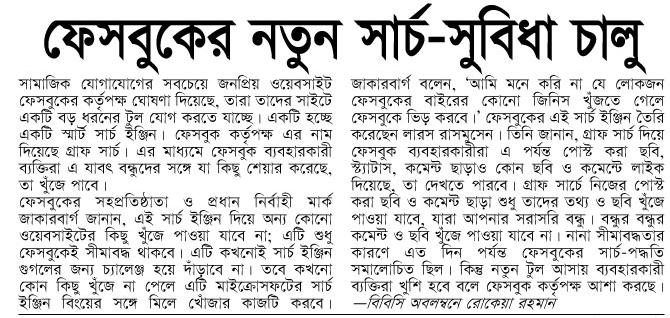 ফেসবুকের নতুন সার্চ-সুবিধা চালু
সামাজিক যোগাযোগের সবচেয়ে জনপ্রিয় ওয়েবসাইট
ফেসবুকের কর্তৃপক্ষ ঘোষণা দিয়েছে, তারা তাদের সাইটে
একটি বড় ধরনের টুল যোগ করতে যাচ্ছে। একটি হচ্ছে
একটি স্মার্ট সার্চ ইঞ্জিন। ফেসবুক কর্তৃপক্ষ এর নাম
দিয়েছে গ্রাফ সার্চ। এর মাধ্যমে ফেসবুক ব্যবহারকারী
ব্যক্তিরা এ যাবৎ বন্ধুদের সঙ্গে যা কিছু শেয়ার করেছে,
তা খুঁজে পাবে।
ফেসবুকের সহপ্রতিষ্ঠাতা ও প্রধান নির্বাহী মার্ক
জাকারবার্গ জানান, এই সার্চ ইঞ্জিন দিয়ে অন্য কোনো
ওয়েবসাইটের কিছু খুঁজে পাওয়া যাবে না; এটি শুধু
ফেসবুকেই সীমাবদ্ধ থাকবে। এটি কখনোই সার্চ ইঞ্জিন
গুগলের জন্য চ্যালেঞ্জ হয়ে দাঁড়াবে না। তবে কখনো
কোন কিছু খুঁজে না পেলে এটি মাইক্রোসফটের সার্চ
ইঞ্জিন বিংয়ের সঙ্গে মিলে খোঁজার কাজটি করবে।
জাকারবার্গ বলেন, ‘আমি মনে করি না যে লোকজন
ফেসবুকের বাইরের কোনো জিনিস খুঁজতে গেলে
ফেসবুকে ভিড় করবে।’ ফেসবুকের এই সার্চ ইঞ্জিন তৈরি
করেছেন লারস রাসমুসেন। তিনি জানান, গ্রাফ সার্চ দিয়ে
ফেসবুক ব্যবহারকারীরা এ পর্যন্ত পোস্ট করা ছবি,
স্ট্যাটাস, কমেন্ট ছাড়াও কোন ছবি ও কমেন্টে লাইক
দিয়েছে, তা দেখতে পারবে। গ্রাফ সার্চে নিজের পোস্ট
করা ছবি ও কমেন্ট ছাড়া শুধু তাদের তথ্য ও ছবি খুঁজে
পাওয়া যাবে, যারা আপনার সরাসরি বন্ধু। বন্ধুর বন্ধুর
কমেন্ট ও ছবি খুঁজে পাওয়া যাবে না। নানা সীমাবদ্ধতার
কারণে এত দিন পর্যন্ত ফেসবুকের সার্চ-পদ্ধতি
সমালোচিত ছিল। কিন্তু নতুন টুল আসায় ব্যবহারকারী
ব্যক্তিরা খুশি হবে বলে ফেসবুক কর্তৃপক্ষ আশা করছে।
—বিবিসি অবলম্বনে রোকেয়া রহমান